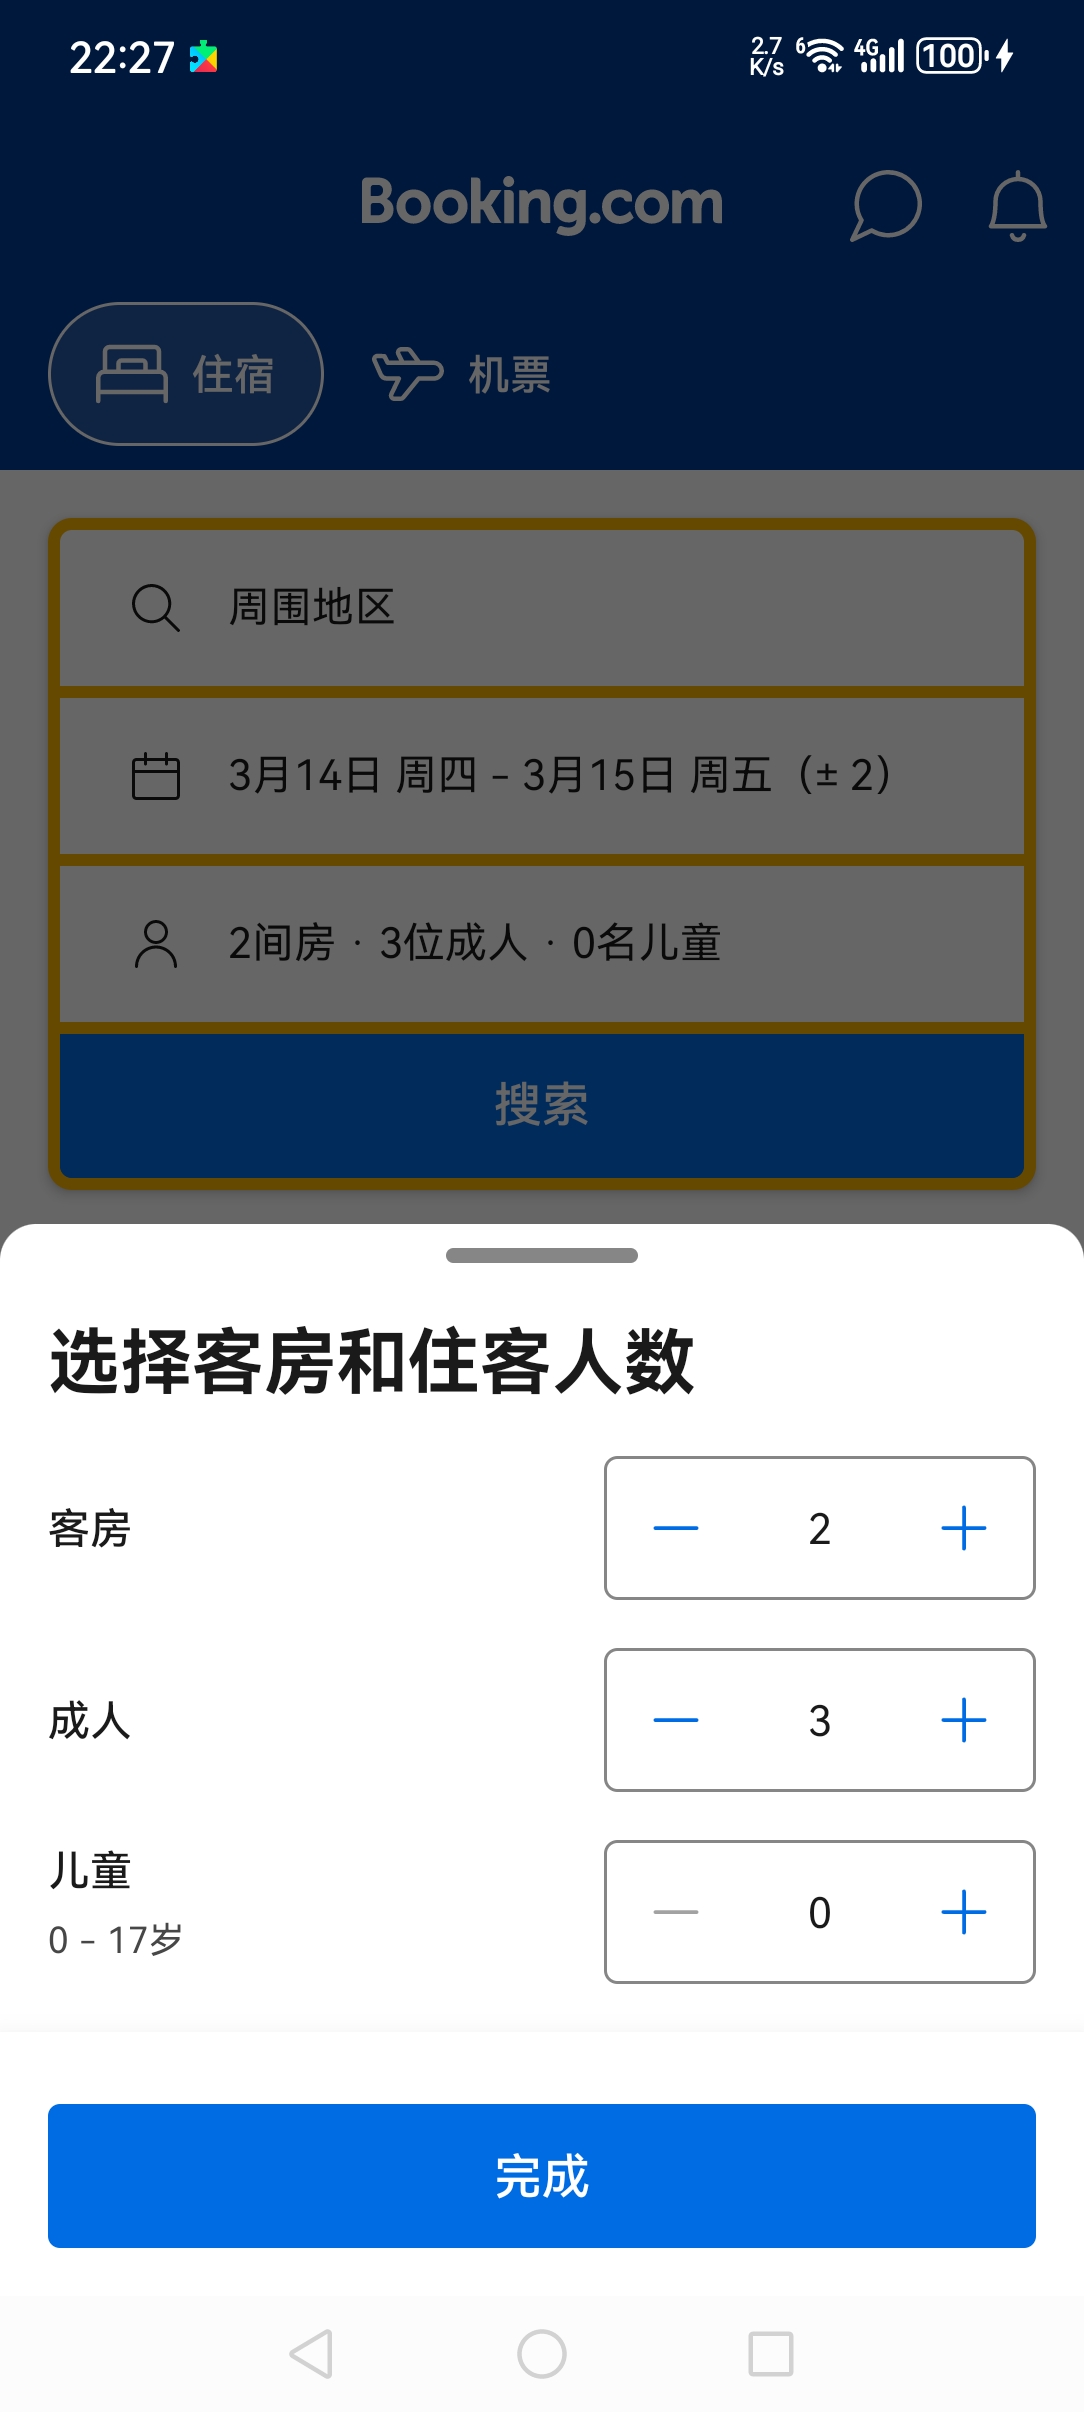 22:27
2.7 K/s 6 4G 100
Booking.com
住宿 机票
周围地区
3月14日 周四 – 3月15日 周五（± 2）
2间房 · 3位成人 · 0名儿童
搜索
选择客房和住客人数
客房 2
成人 3
儿童 0
0 – 17岁
完成